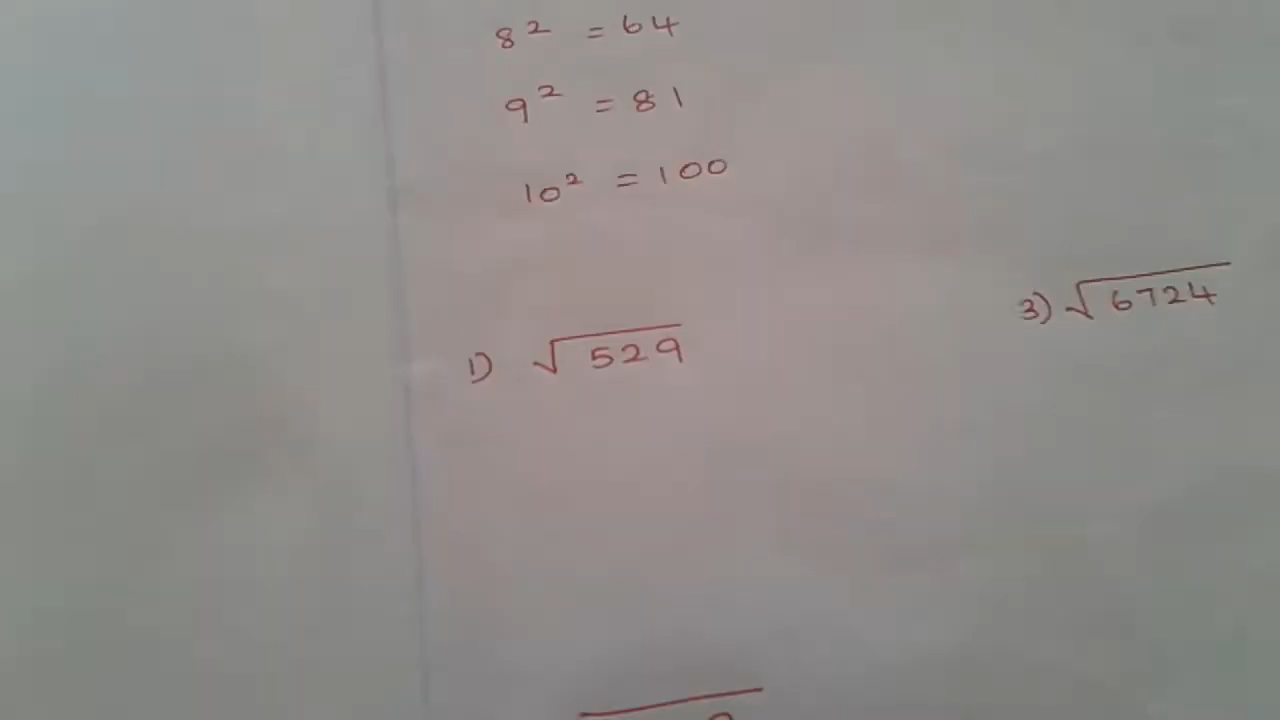 8² = 64
9² = 81
10² = 100
1) √529
3) √6724